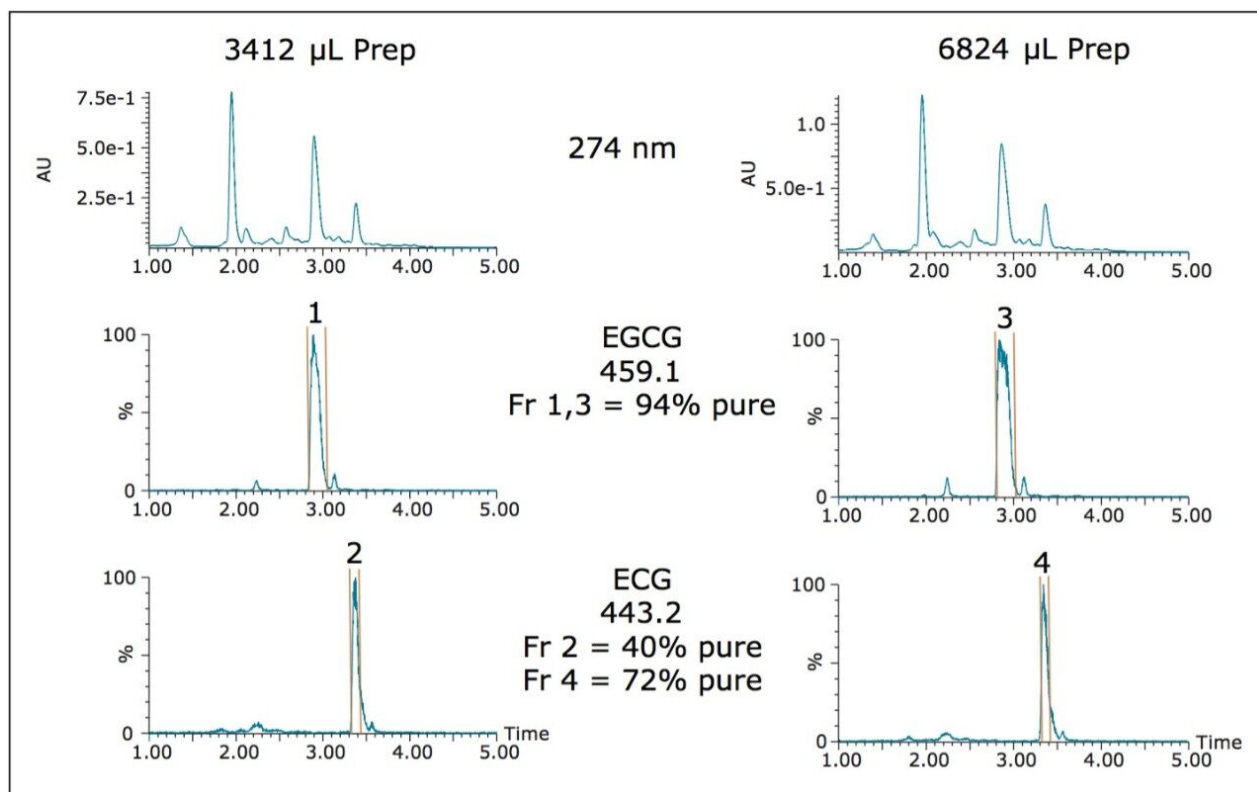 3412 µL Prep
6824 µL Prep
7.5e-1
5.0e-1
2.5e-1
AU
1.00 2.00 3.00 4.00 5.00
274 nm
1.0
5.0e-1
AU
1.00 2.00 3.00 4.00 5.00
1
100
%
0
1.00 2.00 3.00 4.00 5.00
EGCG
459.1
Fr 1,3 = 94% pure
3
100
%
0
1.00 2.00 3.00 4.00 5.00
2
100
%
0
Time
1.00 2.00 3.00 4.00 5.00
ECG
443.2
Fr 2 = 40% pure
Fr 4 = 72% pure
4
100
%
0
Time
1.00 2.00 3.00 4.00 5.00